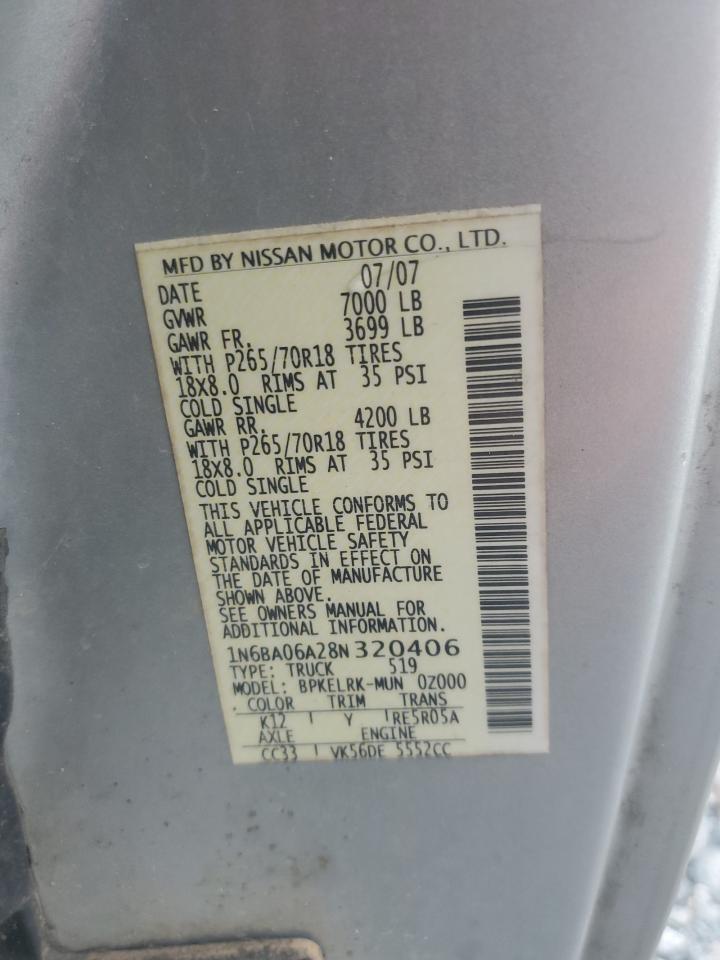 MFD BY NISSAN MOTOR CO., LTD.
DATE 07/07
GVWR 7000 LB
GAWR FR. 3699 LB
WITH P265/70R18 TIRES
18X8.0 RIMS AT 35 PSI
COLD SINGLE
GAWR RR. 4200 LB
WITH P265/70R18 TIRES
18X8.0 RIMS AT 35 PSI
COLD SINGLE
THIS VEHICLE CONFORMS TO
ALL APPLICABLE FEDERAL
MOTOR VEHICLE SAFETY
STANDARDS IN EFFECT ON
THE DATE OF MANUFACTURE
SHOWN ABOVE.
SEE OWNERS MANUAL FOR
ADDITIONAL INFORMATION.
1N6BA06A28N320406
TYPE: TRUCK 519
MODEL: BPKELRK-MUN 0Z000
COLOR TRIM TRANS
K12 Y RE5R05A
AXLE ENGINE
CC33 VK56DE 5552CC